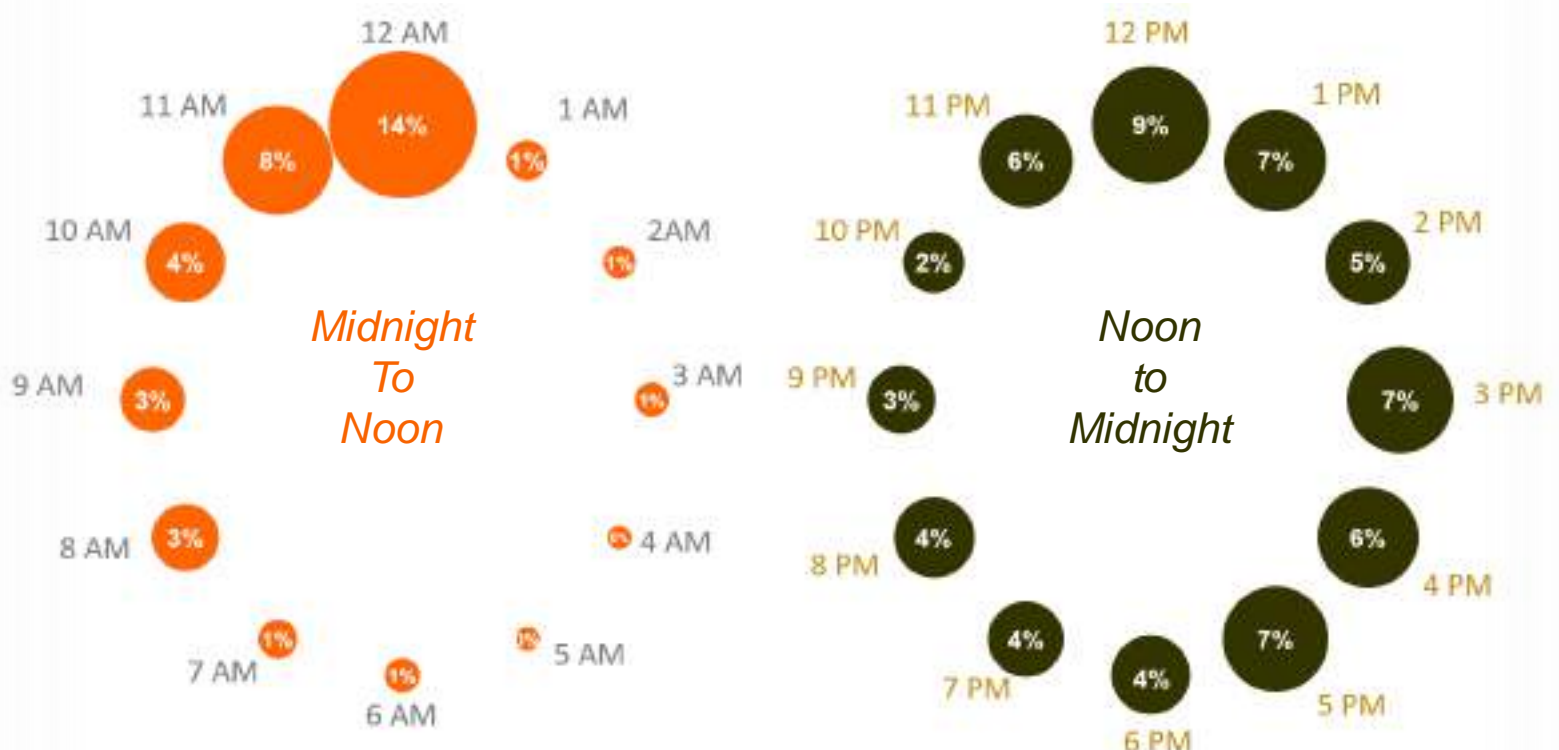 12 AM
14%
1 AM
1%
2AM
1%
3 AM
1%
4 AM
0%
5 AM
0%
6 AM
1%
7 AM
1%
8 AM
3%
9 AM
3%
10 AM
4%
11 AM
8%
Midnight
To
Noon
12 PM
9%
1 PM
7%
2 PM
5%
3 PM
7%
4 PM
6%
5 PM
7%
6 PM
4%
7 PM
4%
8 PM
4%
9 PM
3%
10 PM
2%
11 PM
6%
Noon
to
Midnight